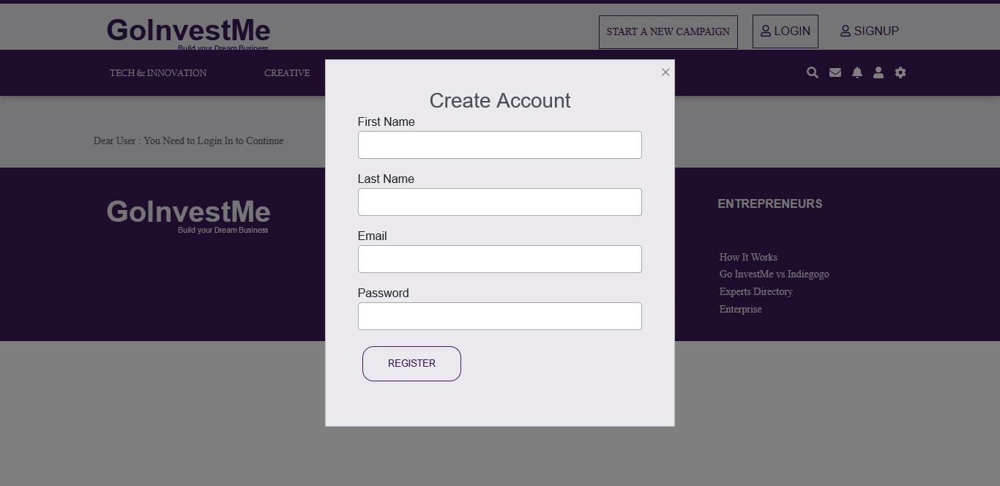 GoInvestMe
Build your Dream Business
START A NEW CAMPAIGN
LOGIN
SIGNUP
TECH & INNOVATION
CREATIVE
Dear User : You Need to Login In to Continue
Create Account
First Name
Last Name
Email
Password
REGISTER
GoInvestMe
Build your Dream Business
ENTREPRENEURS
How It Works
Go InvestMe vs Indiegogo
Experts Directory
Enterprise